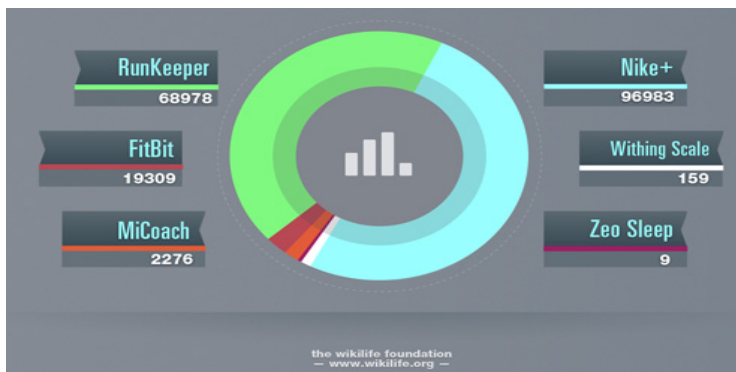 RunKeeper
68978
FitBit
19309
MiCoach
2276
Nike+
96983
Withing Scale
159
Zeo Sleep
9
the wikilife foundation
— www.wikilife.org —